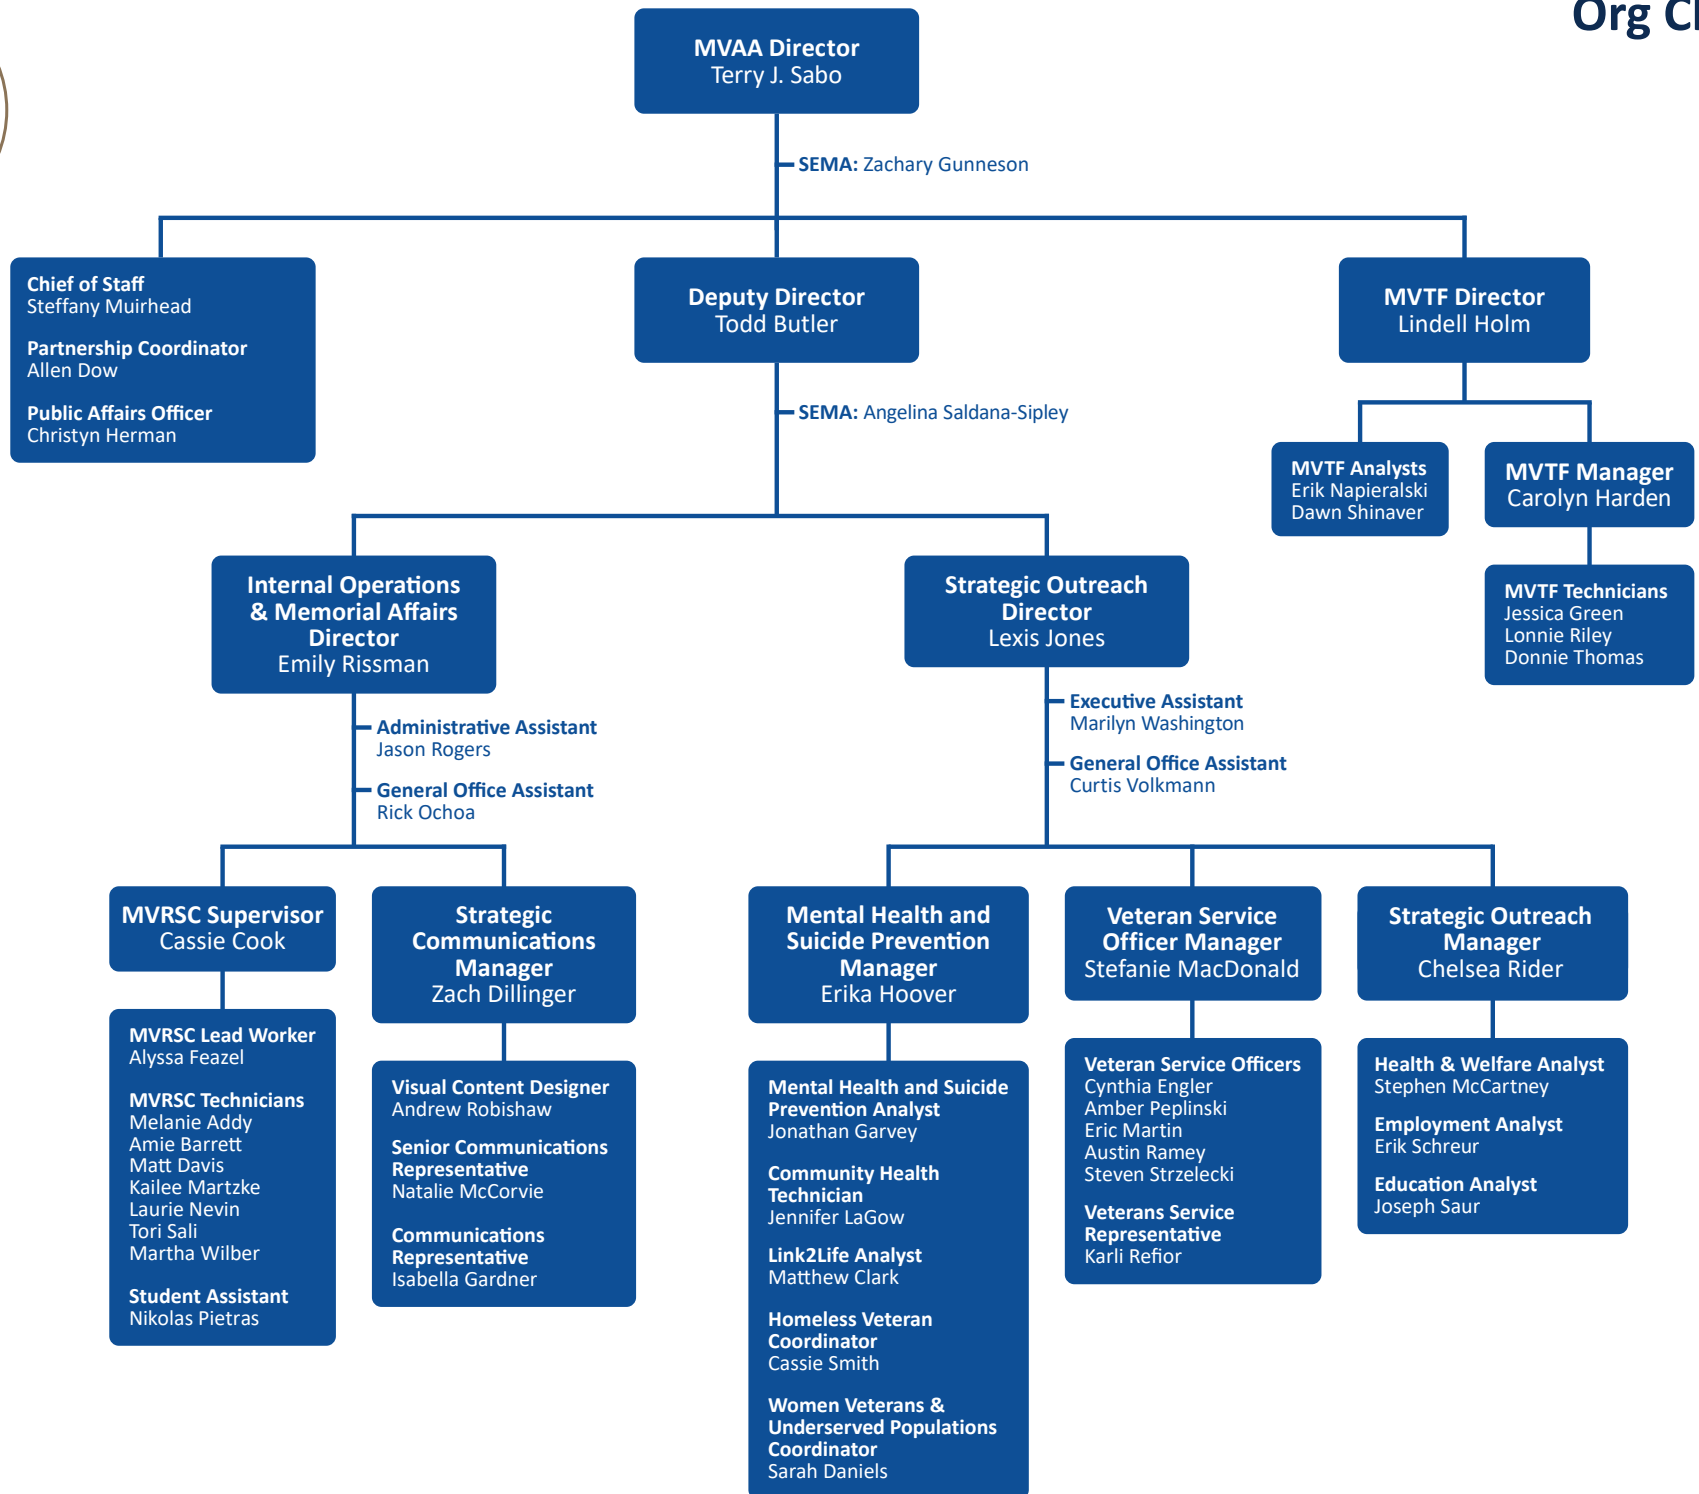 Org
MVAA Director
Terry J. Sabo
SEMA: Zachary Gunneson
Chief of Staff
Steffany Muirhead
Partnership Coordinator
Allen Dow
Public Affairs Officer
Christyn Herman
Deputy Director
Todd Butler
SEMA: Angelina Saldana-Sipley
MVTF Director
Lindell Holm
MVTF Analysts
Erik Napieralski
Dawn Shinaver
MVTF Manager
Carolyn Harden
MVTF Technicians
Jessica Green
Lonnie Riley
Donnie Thomas
Internal Operations
& Memorial Affairs
Director
Emily Rissman
Administrative Assistant
Jason Rogers
General Office Assistant
Rick Ochoa
Strategic Outreach
Director
Lexis Jones
Executive Assistant
Marilyn Washington
General Office Assistant
Curtis Volkmann
MVRSC Supervisor
Cassie Cook
MVRSC Lead Worker
Alyssa Feazel
MVRSC Technicians
Melanie Addy
Amie Barrett
Matt Davis
Kailee Martzke
Laurie Nevin
Tori Sali
Martha Wilber
Student Assistant
Nikolas Pietras
Strategic
Communications
Manager
Zach Dillinger
Visual Content Designer
Andrew Robishaw
Senior Communications
Representative
Natalie McCorvie
Communications
Representative
Isabella Gardner
Mental Health and
Suicide Prevention
Manager
Erika Hoover
Mental Health and Suicide
Prevention Analyst
Jonathan Garvey
Community Health
Technician
Jennifer LaGow
Link2Life Analyst
Matthew Clark
Homeless Veteran
Coordinator
Cassie Smith
Women Veterans &
Underserved Populations
Coordinator
Sarah Daniels
Veteran Service
Officer Manager
Stefanie MacDonald
Veteran Service Officers
Cynthia Engler
Amber Peplinski
Eric Martin
Austin Ramey
Steven Strzelecki
Veterans Service
Representative
Karli Refior
Strategic Outreach
Manager
Chelsea Rider
Health & Welfare Analyst
Stephen McCartney
Employment Analyst
Erik Schreur
Education Analyst
Joseph Saur